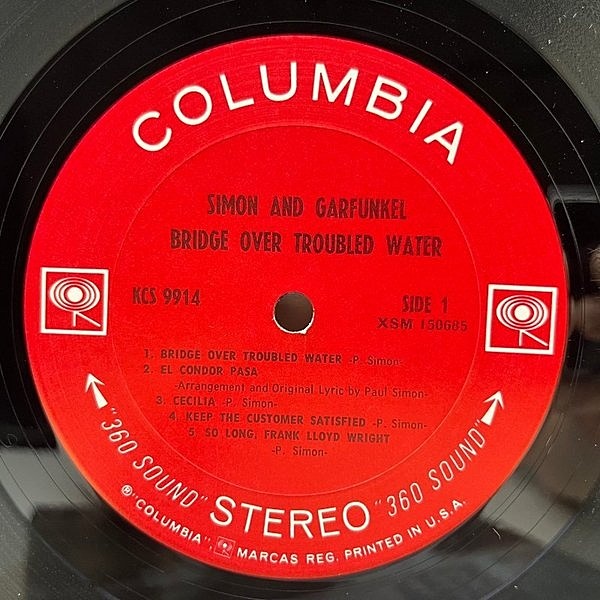 COLUMBIA
SIMON AND GARFUNKEL
BRIDGE OVER TROUBLED WATER
KCS 9914
SIDE 1
XSM 150685
1. BRIDGE OVER TROUBLED WATER -P. Simon-
2. EL CONDOR PASA
-Arrangement and Original Lyric by Paul Simon-
3. CECILIA -P. Simon-
4. KEEP THE CUSTOMER SATISFIED -P. Simon-
5. SO LONG, FRANK LLOYD WRIGHT
-P. Simon-
"360 SOUND" STEREO "360 SOUND"
® "COLUMBIA", MARCAS REG. PRINTED IN U.S.A.